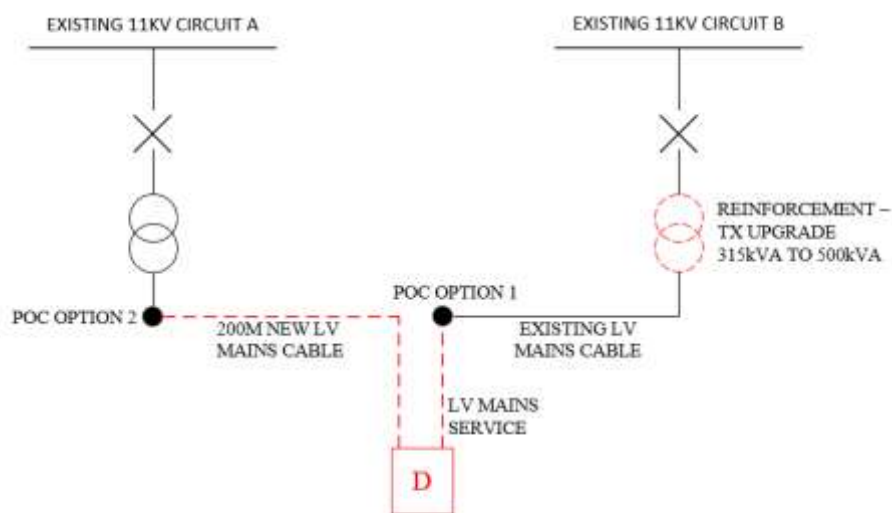 EXISTING 11KV CIRCUIT A
EXISTING 11KV CIRCUIT B
REINFORCEMENT –
TX UPGRADE
315kVA TO 500kVA
POC OPTION 1
POC OPTION 2
200M NEW LV
MAINS CABLE
EXISTING LV
MAINS CABLE
LV MAINS
SERVICE
D